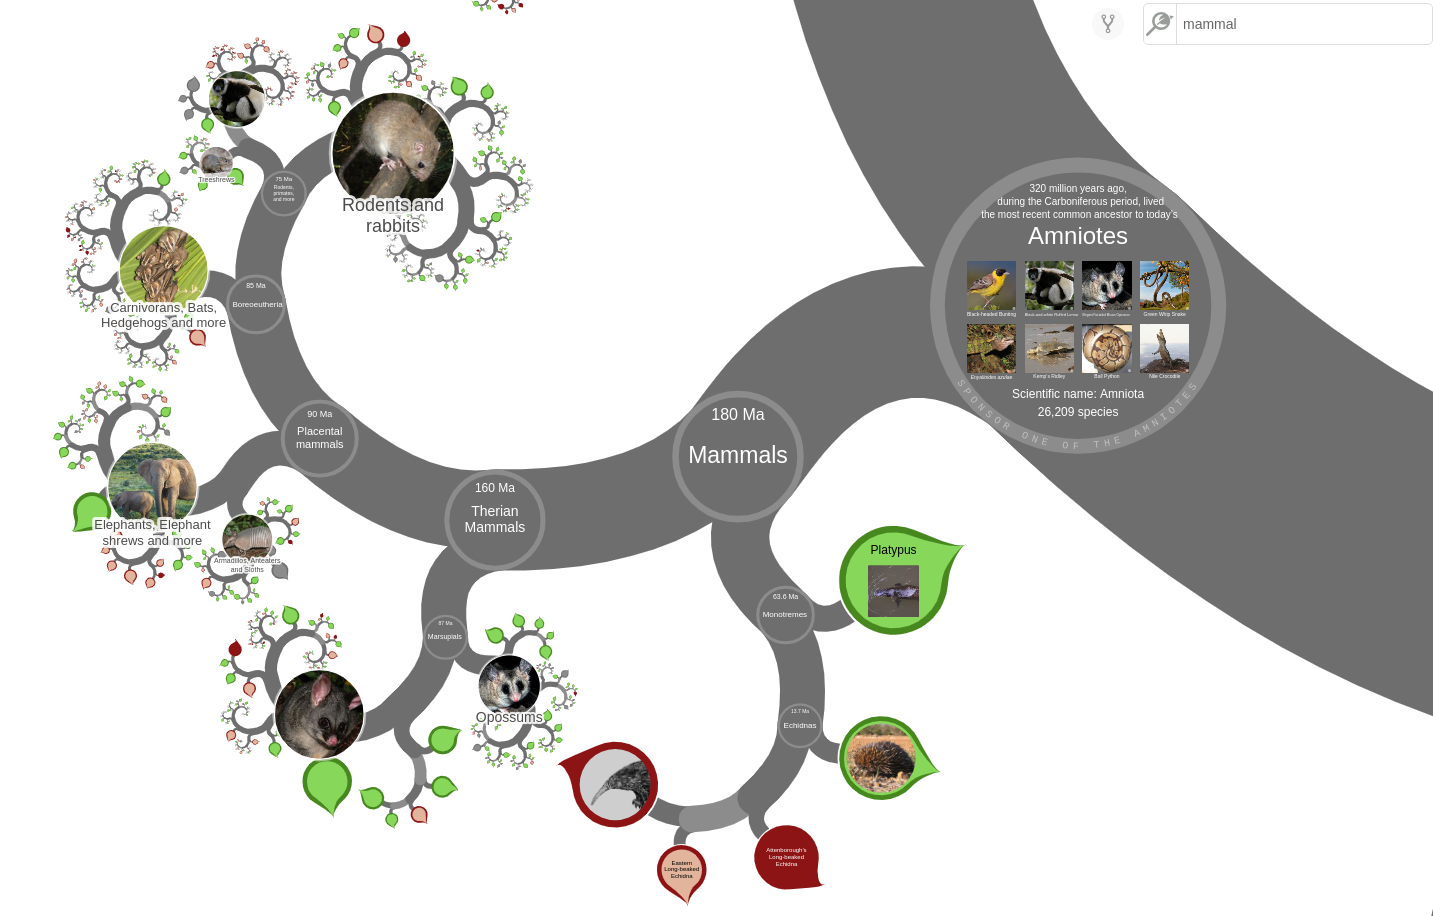 mammal
320 million years ago,
during the Carboniferous period, lived
the most recent common ancestor to today's
Amniotes
Black-headed Bunting
Black-and-white Ruffed Lemur
Green Whip Snake
Enyalioides azulae
Kemp's Ridley
Ball Python
Nile Crocodile
Scientific name: Amniota
26,209 species
SPONSOR ONE OF THE AMNIOTES
180 Ma
Mammals
160 Ma
Therian
Mammals
90 Ma
Placental
mammals
85 Ma
Boreoeutheria
75 Ma
Rodents,
primates,
and more
Treeshrews
Rodents and
rabbits
Carnivorans, Bats,
Hedgehogs and more
Elephants, Elephant
shrews and more
Armadillos, Anteaters
and Sloths
87 Ma
Marsupials
Opossums
63.6 Ma
Monotremes
Platypus
13.7 Ma
Echidnas
Eastern
Long-beaked
Echidna
Attenborough's
Long-beaked
Echidna